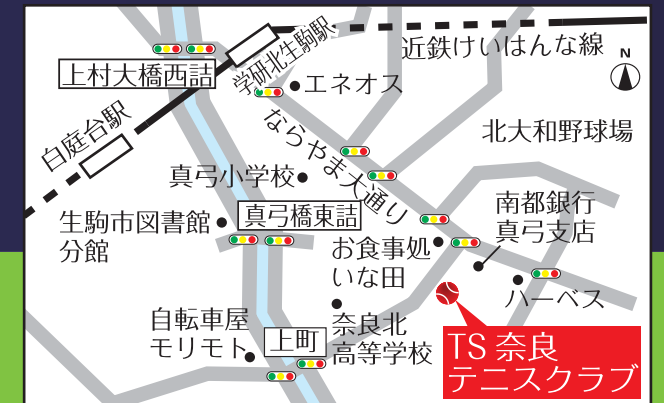 学研北生駒駅
近鉄けいはんな線
N
上村大橋西詰
エネオス
白庭台駅
ならやま大通り
北大和野球場
真弓小学校
南都銀行
真弓支店
生駒市図書館
分館
真弓橋東詰
お食事処
いな田
ハーベス
自転車屋
モリモト
上町
奈良北
高等学校
TS 奈良
テニスクラブ